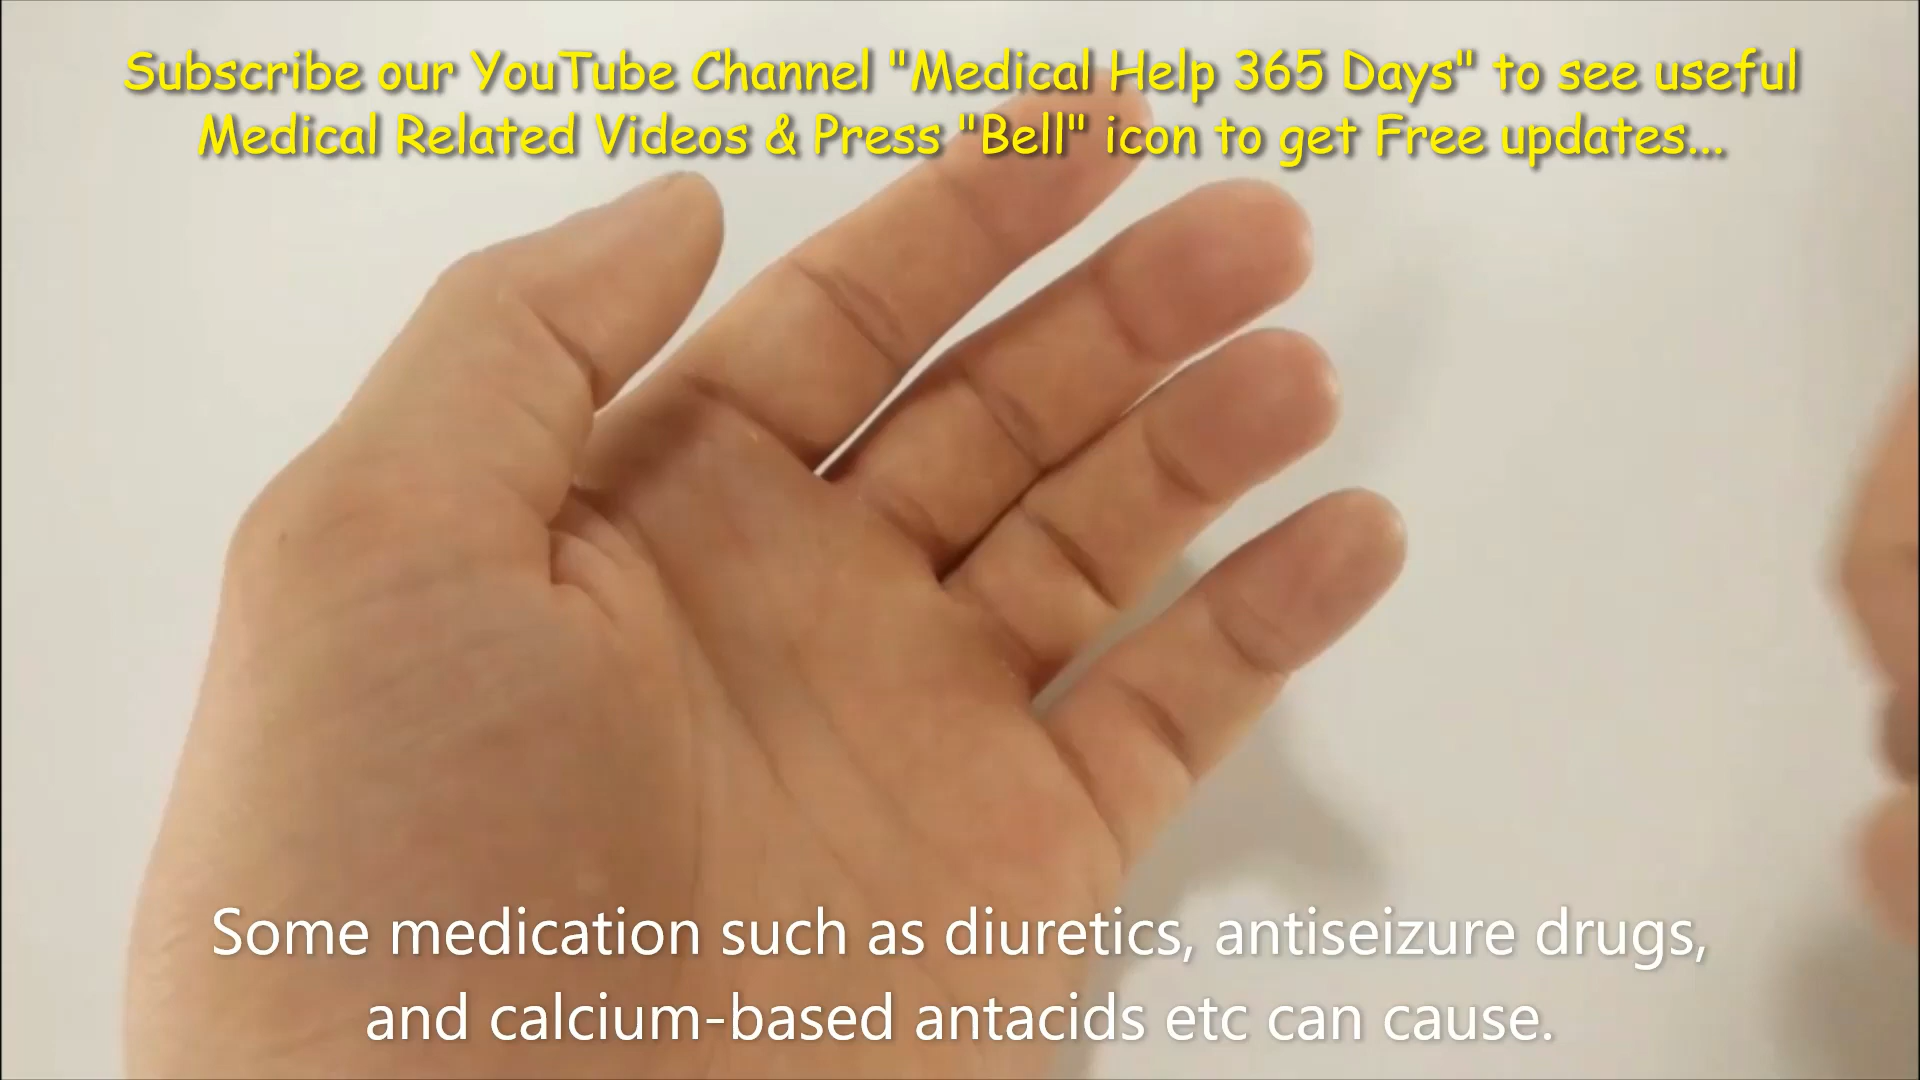 Subscribe our YouTube Channel "Medical Help 365 Days" to see useful
Medical Related Videos & Press "Bell" icon to get Free updates...
Some medication such as diuretics, antiseizure drugs,
and calcium-based antacids etc can cause.